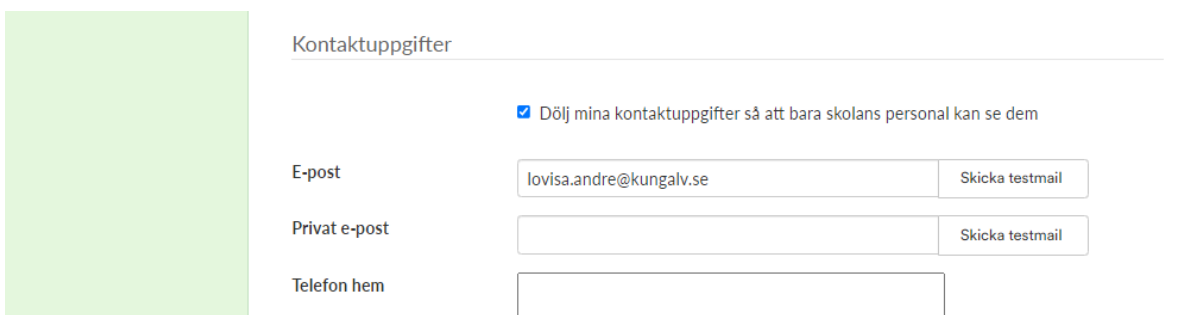 Kontaktuppgifter
Dölj mina kontaktuppgifter så att bara skolans personal kan se dem
E-post lovisa.andre@kungalv.se Skicka testmail
Privat e-post Skicka testmail
Telefon hem